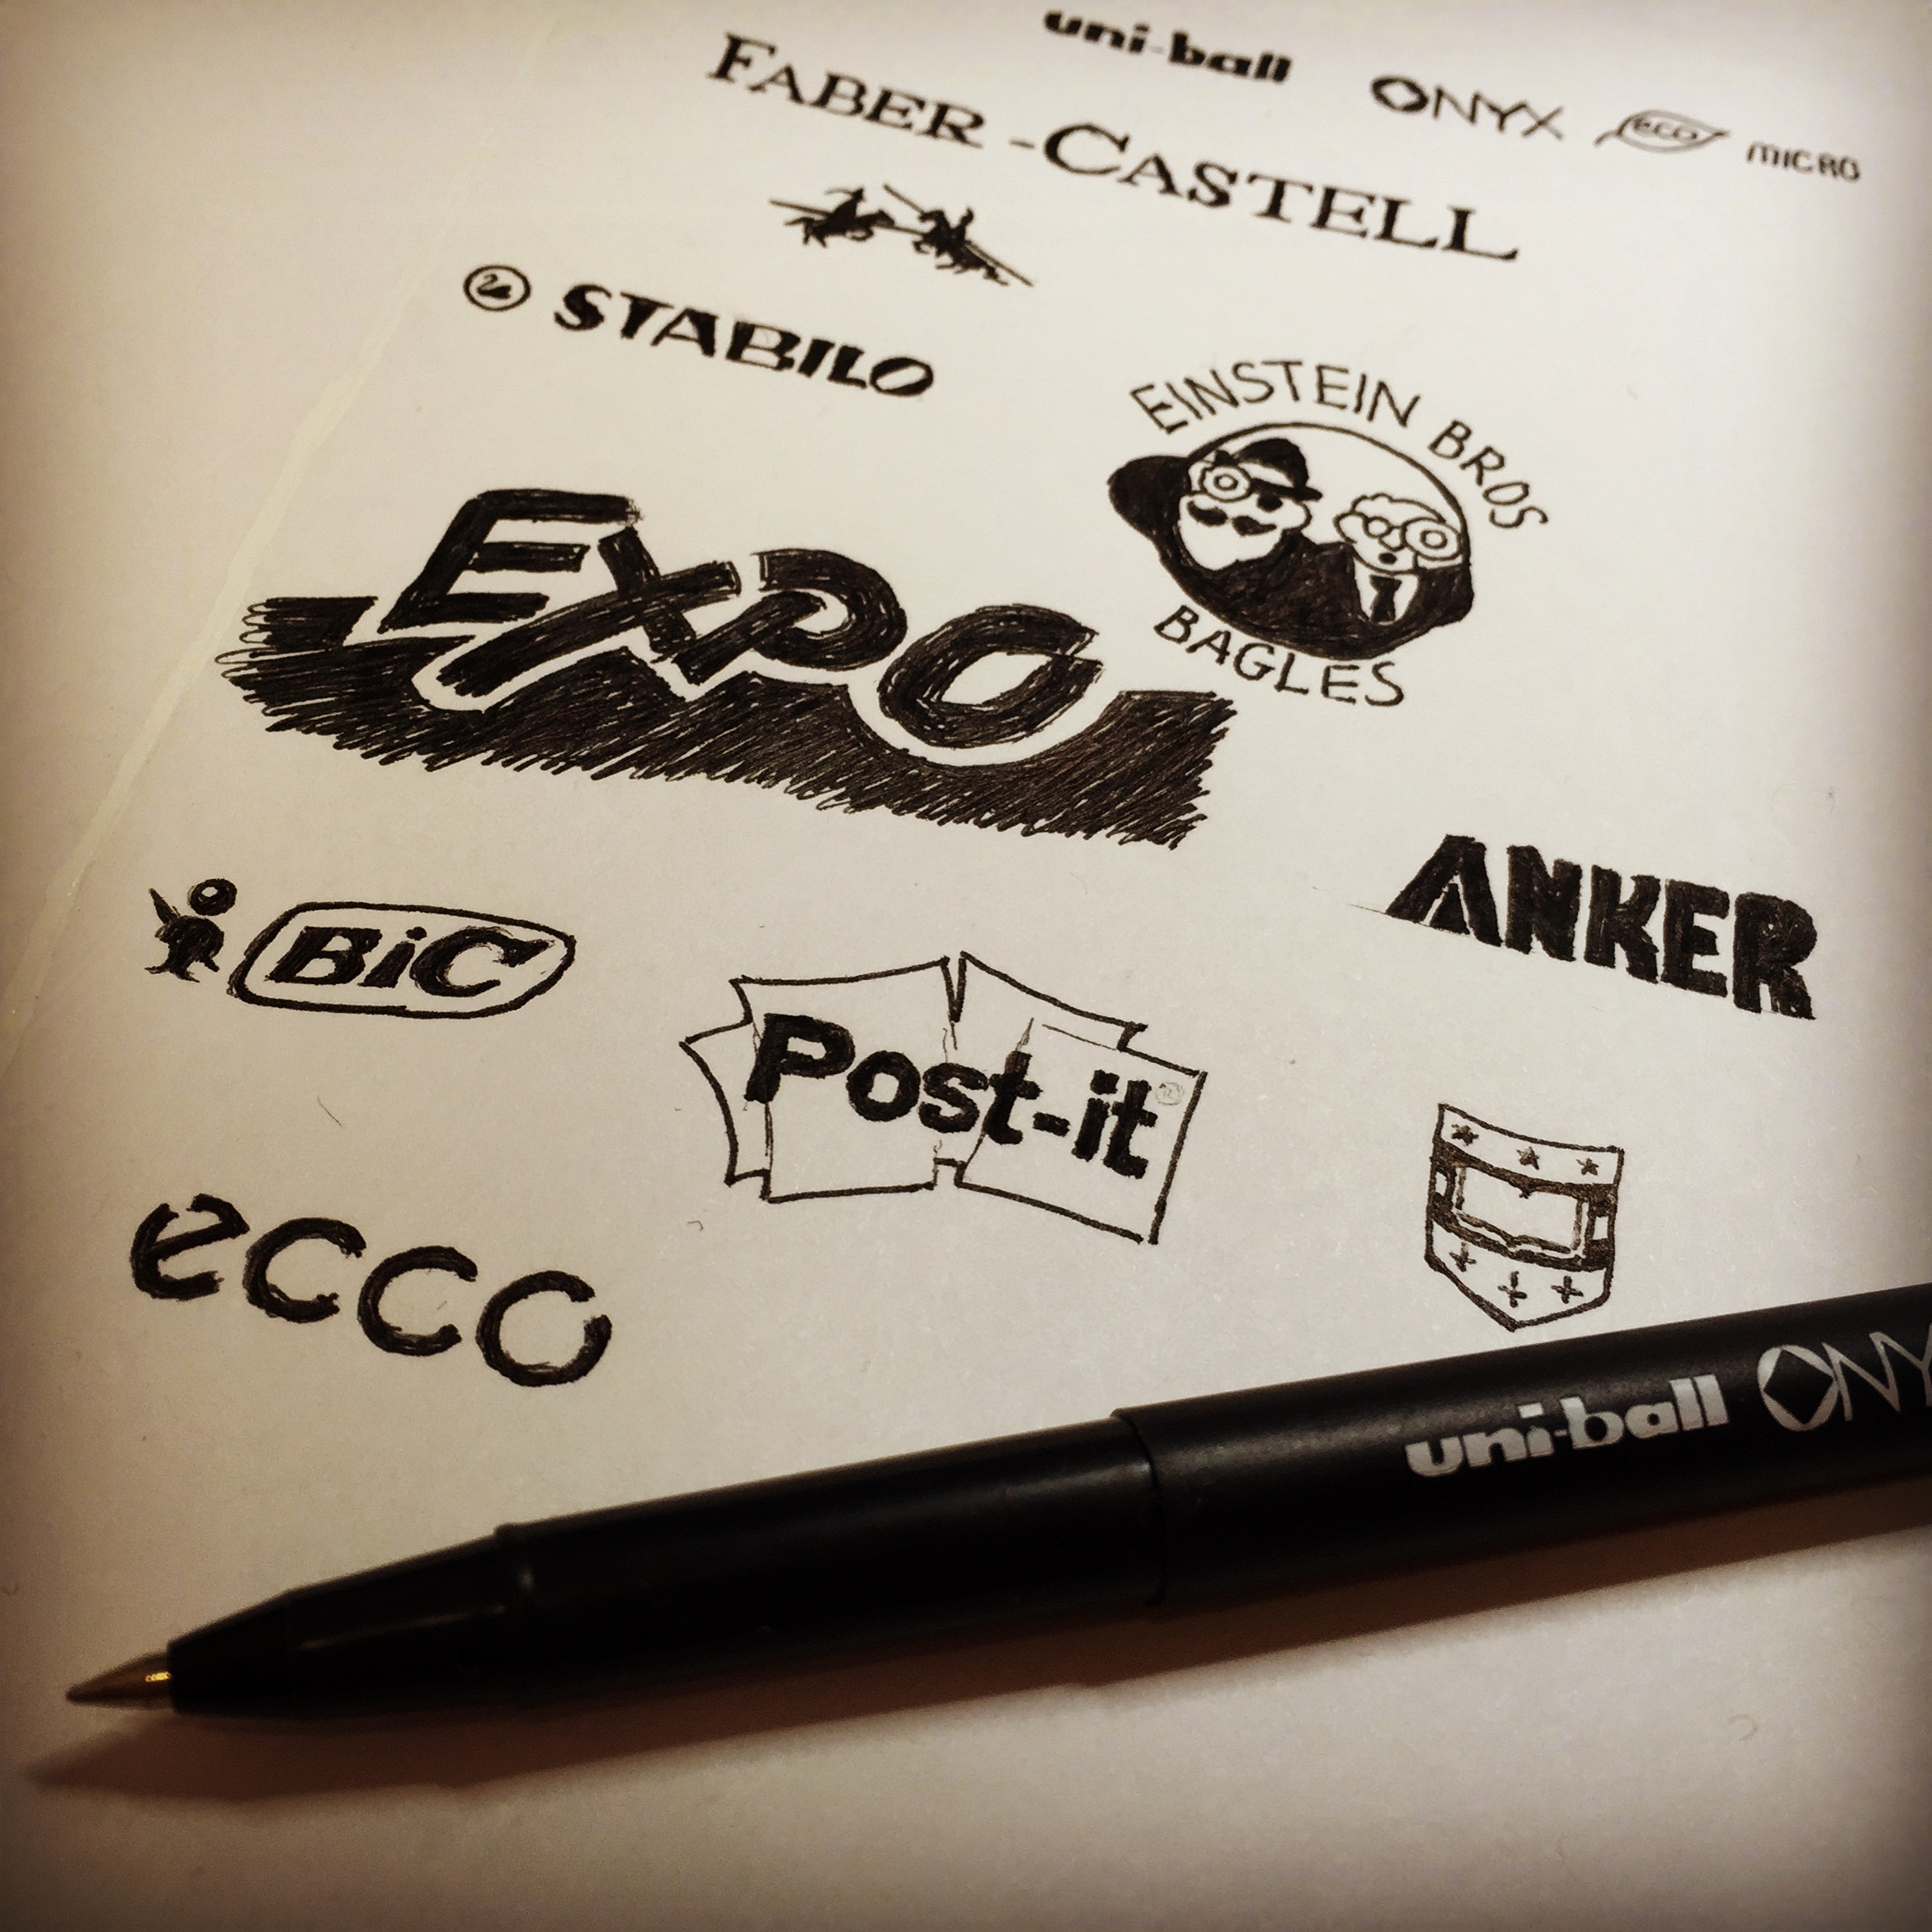 uni-ball ONYX eco MICRO
FABER-CASTELL
STABILO
EINSTEIN BROS
BAGLES
EXPO
ANKER
BiC
Post-it®
ecco
uni-ball ONY